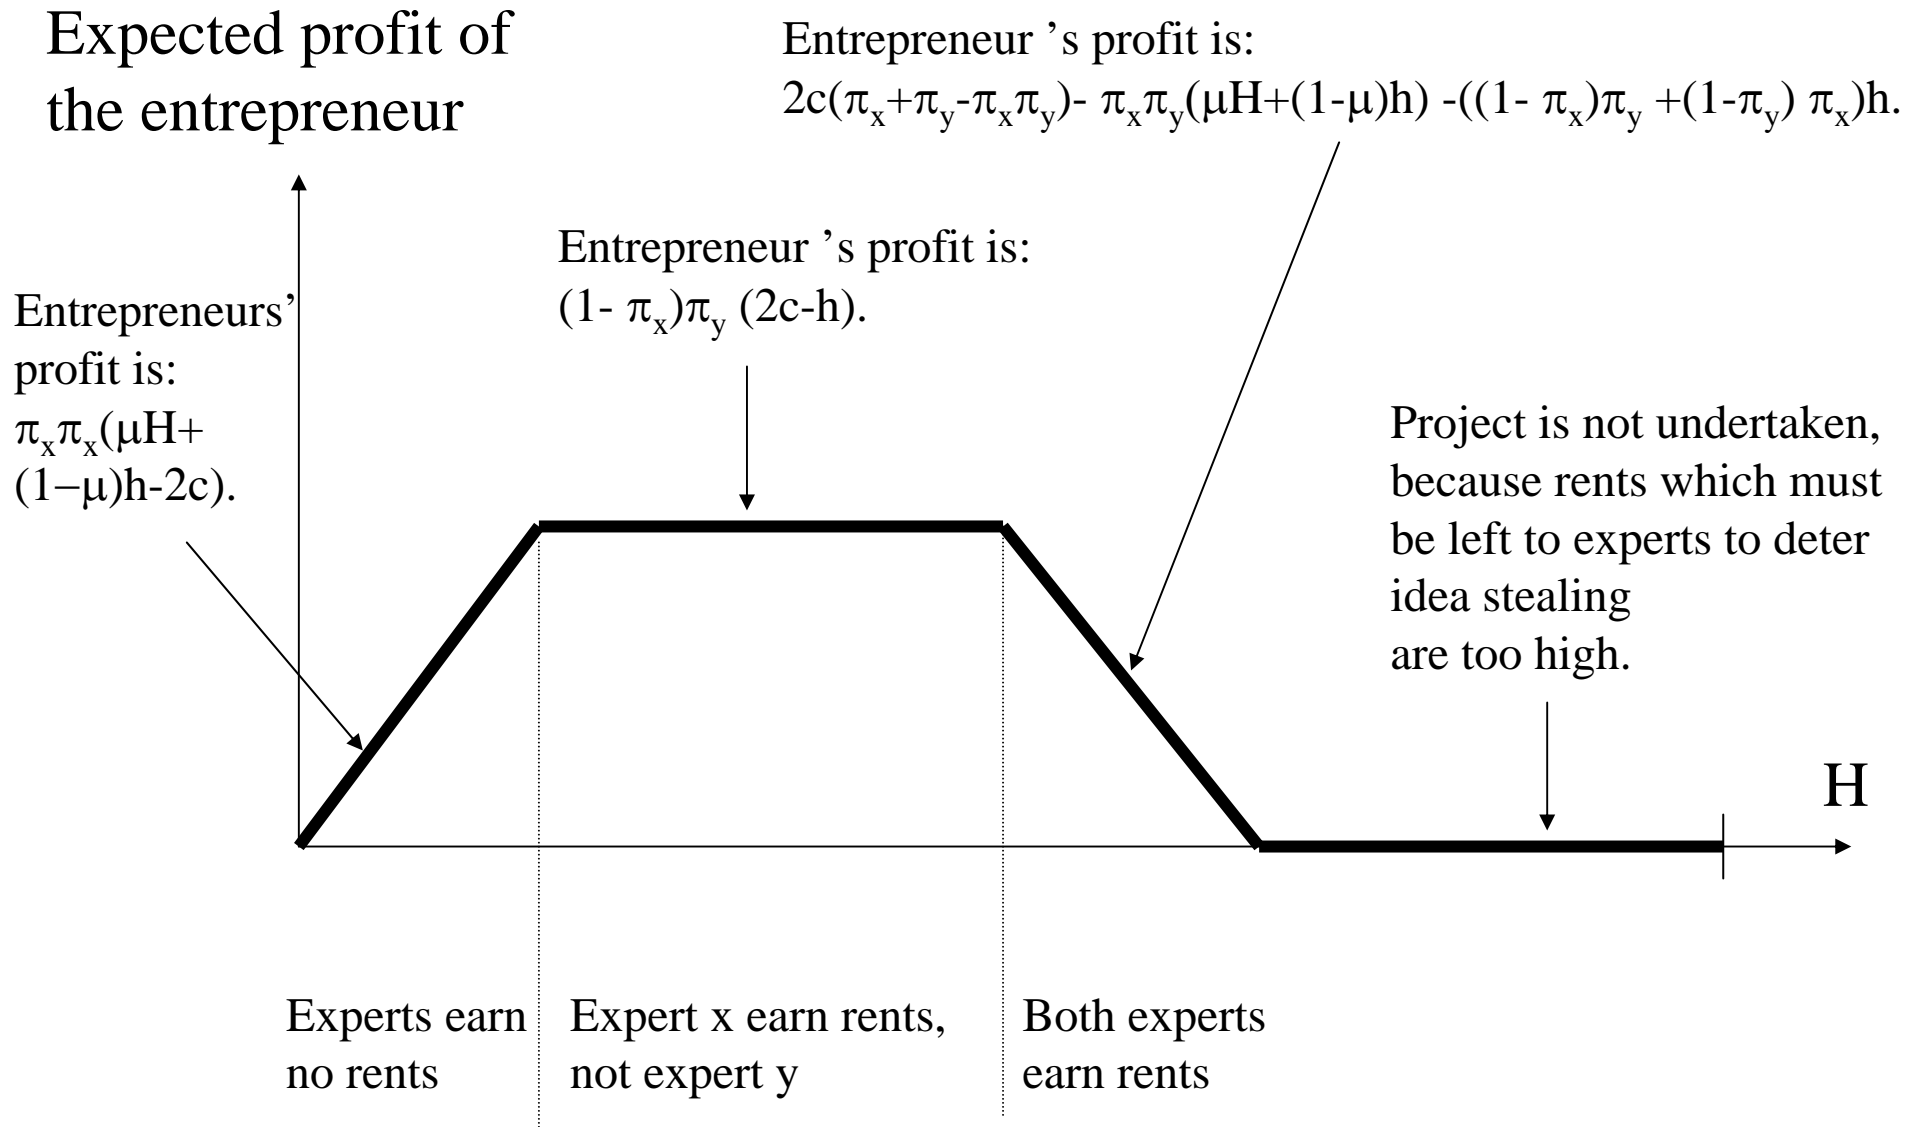 Expected profit of
the entrepreneur
Entrepreneur ’s profit is:
2c(πx+πy-πxπy)- πxπy(μH+(1-μ)h) -((1- πx)πy +(1-πy) πx)h.
Entrepreneur ’s profit is:
(1- πx)πy (2c-h).
Entrepreneurs’
profit is:
πxπx(μH+
(1−μ)h-2c).
Project is not undertaken,
because rents which must
be left to experts to deter
idea stealing
are too high.
H
Experts earn
no rents
Expert x earn rents,
not expert y
Both experts
earn rents